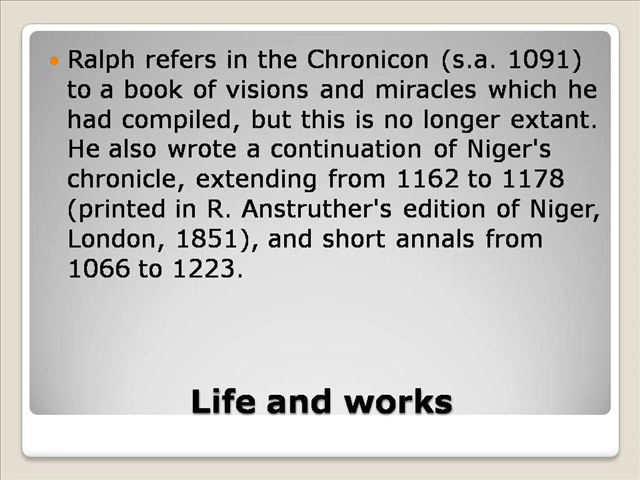 Ralph refers in the Chronicon (s.a. 1091)
to a book of visions and miracles which he
had compiled, but this is no longer extant.
He also wrote a continuation of Niger's
chronicle, extending from 1162 to 1178
(printed in R. Anstruther's edition of Niger,
London, 1851), and short annals from
1066 to 1223.
Life and works